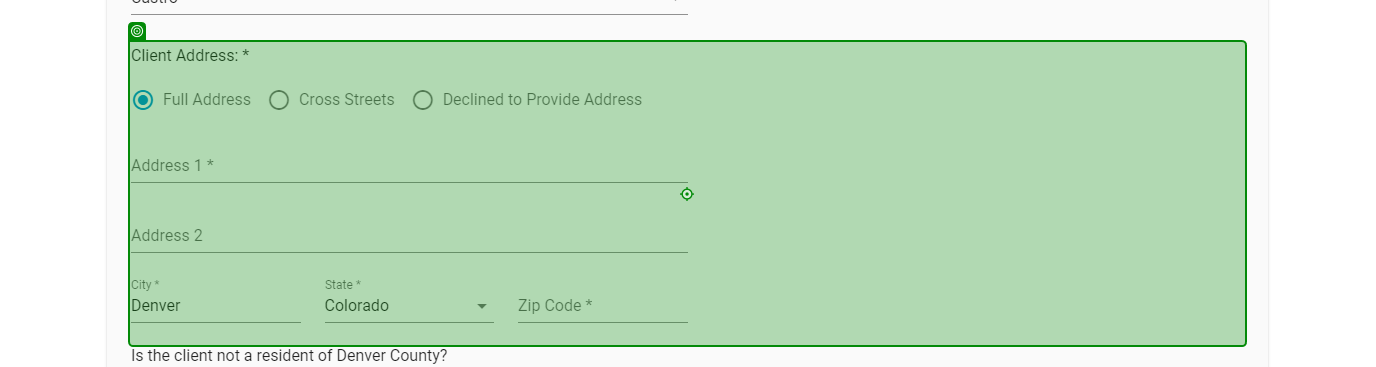 Client Address: *
Full Address Cross Streets Declined to Provide Address
Address 1 *
Address 2
City * State *
Denver Colorado Zip Code *
Is the client not a resident of Denver County?